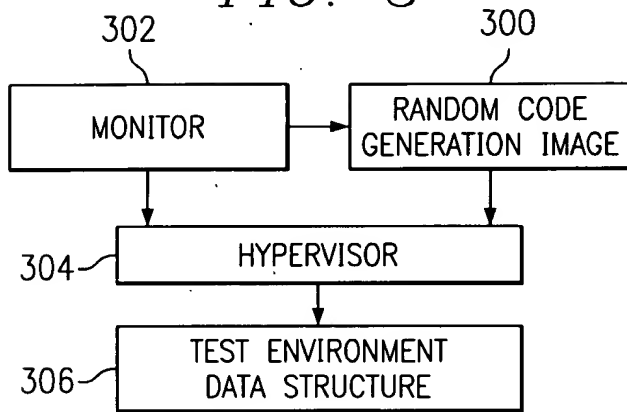 302
300
MONITOR
RANDOM CODE
GENERATION IMAGE
304
HYPERVISOR
306
TEST ENVIRONMENT
DATA STRUCTURE